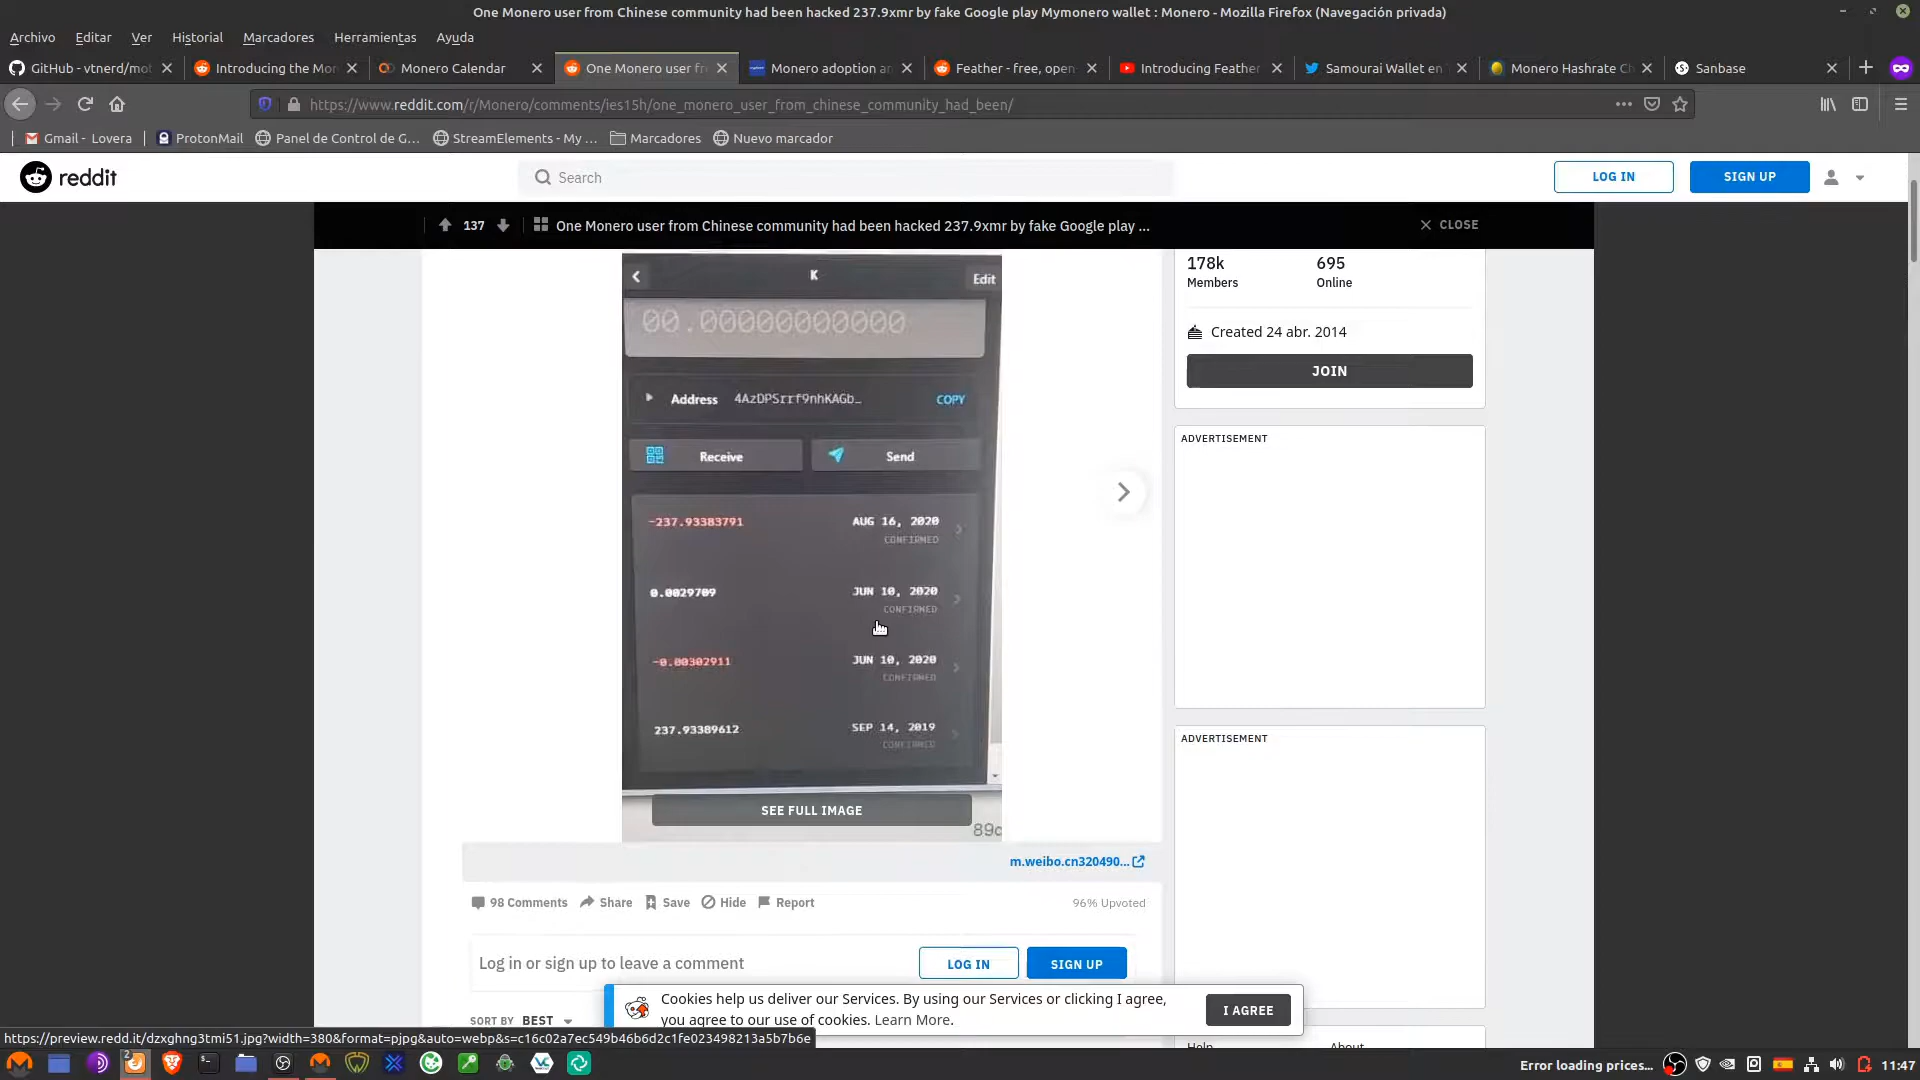 One Monero user from Chinese community had been hacked 237.9xmr by fake Google play Mymonero wallet : Monero - Mozilla Firefox (Navegación privada)
Archivo Editar Ver Historial Marcadores Herramientas Ayuda
GitHub - vtnerd/mo
Introducing the Mon
Monero Calendar
One Monero user fr
Monero adoption a
Feather - free, open
Introducing Feather
Samourai Wallet en
Monero Hashrate Ch
Sanbase
https://www.reddit.com/r/Monero/comments/ies15h/one_monero_user_from_chinese_community_had_been/
Gmail - Lovera ProtonMail Panel de Control de G... StreamElements - My ... Marcadores Nuevo marcador
reddit
Search
LOG IN
SIGN UP
137 One Monero user from Chinese community had been hacked 237.9xmr by fake Google play ...
CLOSE
K
Edit
00.00000000000
Address 4AzDPSrrf9nhKAGb… COPY
Receive
Send
-237.93383791 AUG 16, 2020
CONFIRMED
0.0029709 JUN 10, 2020
CONFIRMED
-0.00302911 JUN 10, 2020
CONFIRMED
237.93389612 SEP 14, 2019
CONFIRMED
SEE FULL IMAGE
m.weibo.cn320490...
98 Comments Share Save Hide Report
96% Upvoted
Log in or sign up to leave a comment
LOG IN
SIGN UP
SORT BY BEST
178k 695
Members Online
Created 24 abr. 2014
JOIN
ADVERTISEMENT
ADVERTISEMENT
Help About
Cookies help us deliver our Services. By using our Services or clicking I agree,
you agree to our use of cookies. Learn More.
I AGREE
https://preview.redd.it/dzxghng3tmi51.jpg?width=380&format=pjpg&auto=webp&s=c16c02a7ec549b46b6d2c1fe023498213a5b7b6e
2
Error loading prices...
11:47